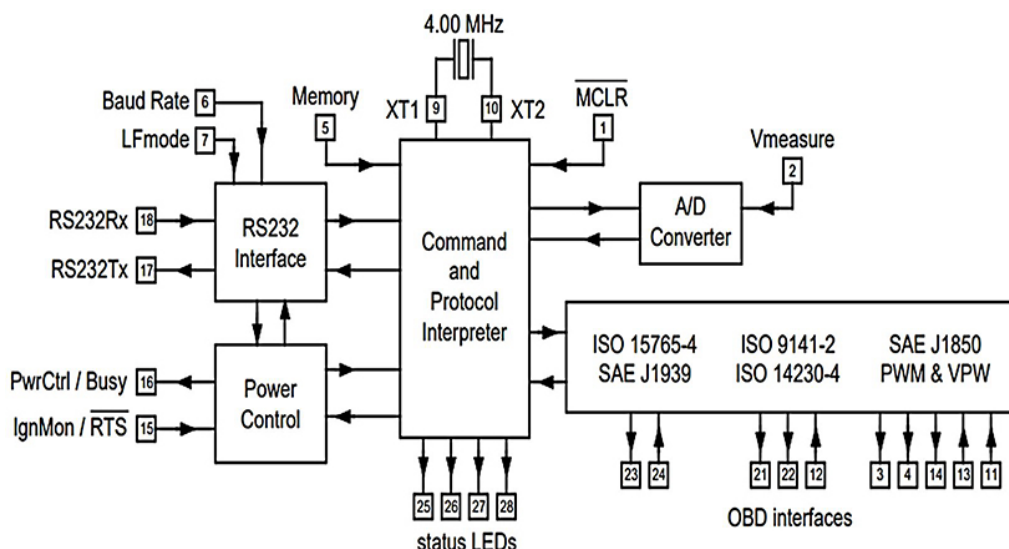 4.00 MHz
Baud Rate 6
LFmode 7
Memory
5
XT1 9
10 XT2
MCLR
1
Vmeasure
2
RS232Rx 18
RS232Tx 17
RS232
Interface
Command
and
Protocol
Interpreter
A/D
Converter
PwrCtrl / Busy 16
IgnMon / RTS 15
Power
Control
ISO 15765-4
SAE J1939
ISO 9141-2
ISO 14230-4
SAE J1850
PWM & VPW
23 24 21 22 12 3 4 14 13 11
25 26 27 28
status LEDs
OBD interfaces